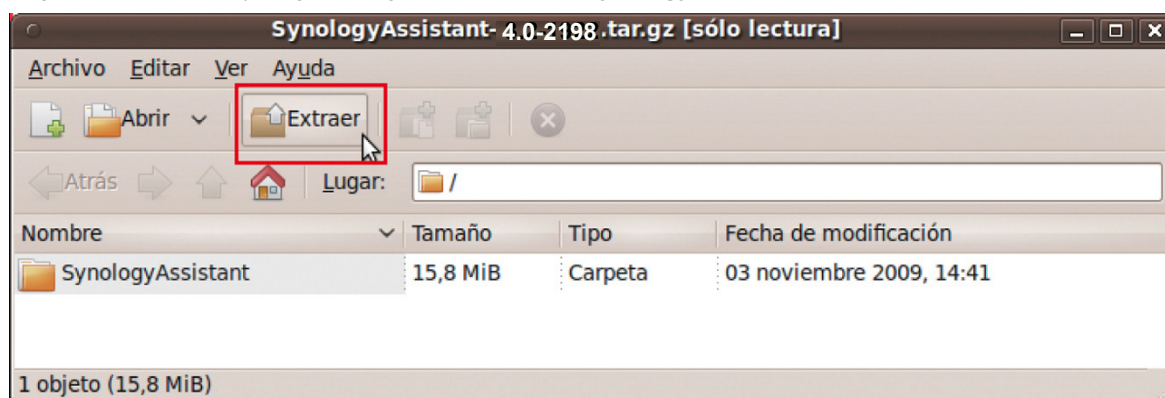 SynologyAssistant- 4.0-2198 .tar.gz [sólo lectura]
Archivo Editar Ver Ayuda
Abrir Extraer
Atrás Lugar: /
Nombre Tamaño Tipo Fecha de modificación
SynologyAssistant 15,8 MiB Carpeta 03 noviembre 2009, 14:41
1 objeto (15,8 MiB)